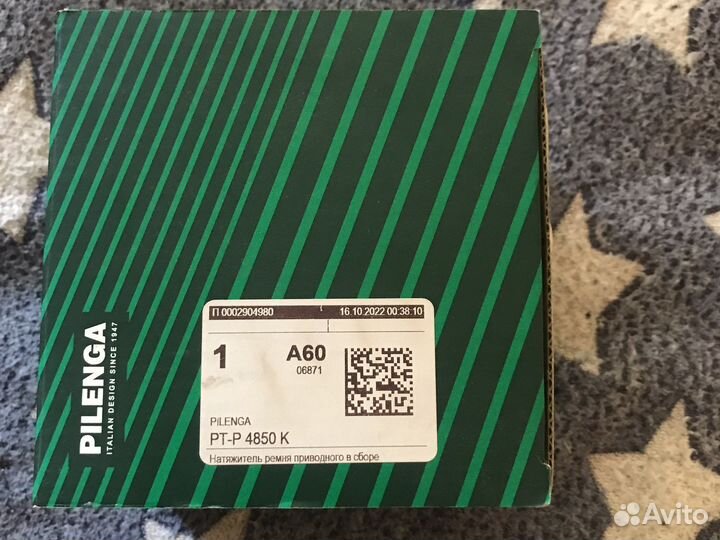 PILENGA
ITALIAN DESIGN SINCE 1947
П 0002904980 16.10.2022 00:38:10
1 A60
06871
PILENGA
PT-P 4850 K
Натяжитель ремня приводного в сборе
Avito